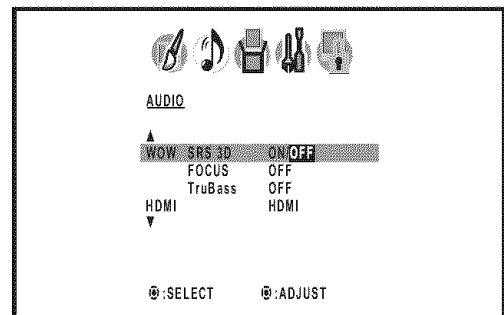 AUDIO
▲
WOW SRS 3D ON OFF
FOCUS OFF
TruBass OFF
HDMI HDMI
▼
:SELECT :ADJUST